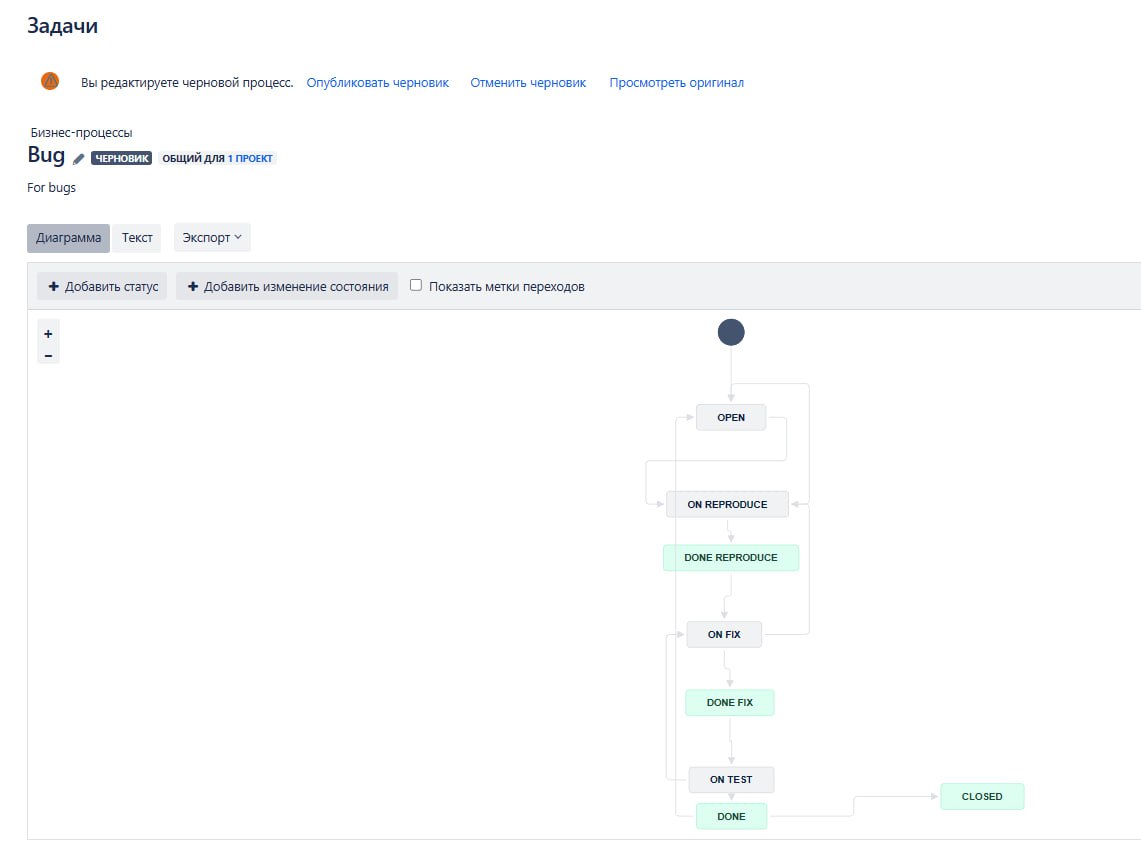 Задачи
Вы редактируете черновой процесс. Опубликовать черновик Отменить черновик Просмотреть оригинал
Бизнес-процессы
Bug ЧЕРНОВИК ОБЩИЙ ДЛЯ 1 ПРОЕКТ
For bugs
Диаграмма Текст Экспорт
+ Добавить статус + Добавить изменение состояния Показать метки переходов
+
−
OPEN
ON REPRODUCE
DONE REPRODUCE
ON FIX
DONE FIX
ON TEST
CLOSED
DONE